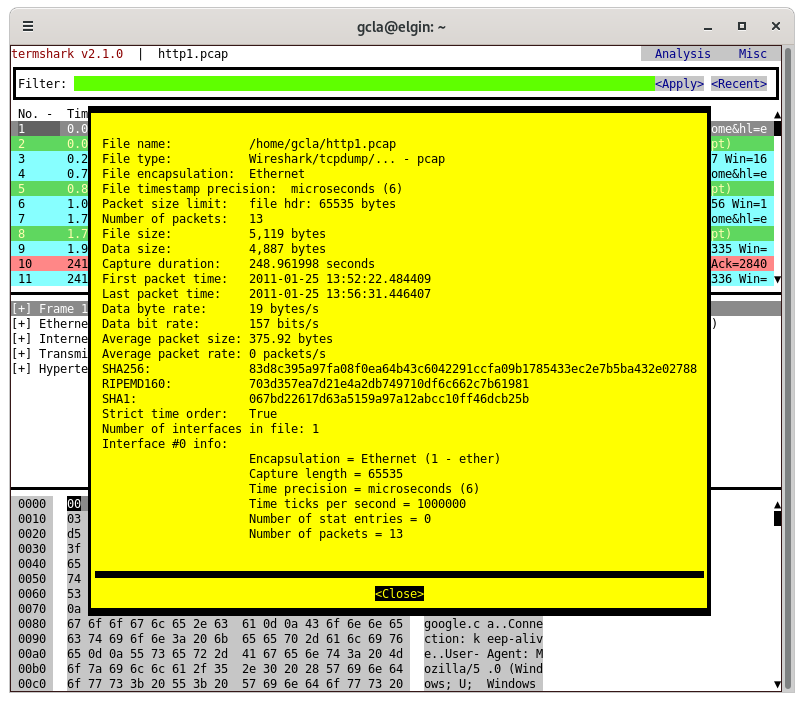 gcla@elgin: ~
termshark v2.1.0 | http1.pcap Analysis Misc
Filter: <Apply> <Recent>
No. - Tim
1 0.0 ome&hl=e
2 0.0 pt)
3 0.2 7 Win=16
4 0.7 ome&hl=e
5 0.8 pt)
6 1.0 56 Win=1
7 1.7 ome&hl=e
8 1.7 pt)
9 1.9 335 Win=
10 241 Ack=2840
11 241 336 Win=
[+] Frame 1
[+] Etherne )
[+] Interne
[+] Transmi
[+] Hyperte
File name: /home/gcla/http1.pcap
File type: Wireshark/tcpdump/... - pcap
File encapsulation: Ethernet
File timestamp precision: microseconds (6)
Packet size limit: file hdr: 65535 bytes
Number of packets: 13
File size: 5,119 bytes
Data size: 4,887 bytes
Capture duration: 248.961998 seconds
First packet time: 2011-01-25 13:52:22.484409
Last packet time: 2011-01-25 13:56:31.446407
Data byte rate: 19 bytes/s
Data bit rate: 157 bits/s
Average packet size: 375.92 bytes
Average packet rate: 0 packets/s
SHA256: 83d8c395a97fa08f0ea64b43c6042291ccfa09b1785433ec2e7b5ba432e02788
RIPEMD160: 703d357ea7d21e4a2db749710df6c662c7b61981
SHA1: 067bd22617d63a5159a97a12abcc10ff46dcb25b
Strict time order: True
Number of interfaces in file: 1
Interface #0 info:
Encapsulation = Ethernet (1 - ether)
Capture length = 65535
Time precision = microseconds (6)
Time ticks per second = 1000000
Number of stat entries = 0
Number of packets = 13
<Close>
0000 00
0010 03
0020 d5
0030 3f
0040 65
0050 74
0060 53
0070 0a
0080 67 6f 6f 67 6c 65 2e 63 61 0d 0a 43 6f 6e 6e 65 google.c a..Conne
0090 63 74 69 6f 6e 3a 20 6b 65 65 70 2d 61 6c 69 76 ction: k eep-aliv
00a0 65 0d 0a 55 73 65 72 2d 41 67 65 6e 74 3a 20 4d e..User- Agent: M
00b0 6f 7a 69 6c 6c 61 2f 35 2e 30 20 28 57 69 6e 64 ozilla/5 .0 (Wind
00c0 6f 77 73 3b 20 55 3b 20 57 69 6e 64 6f 77 73 20 ows; U; Windows